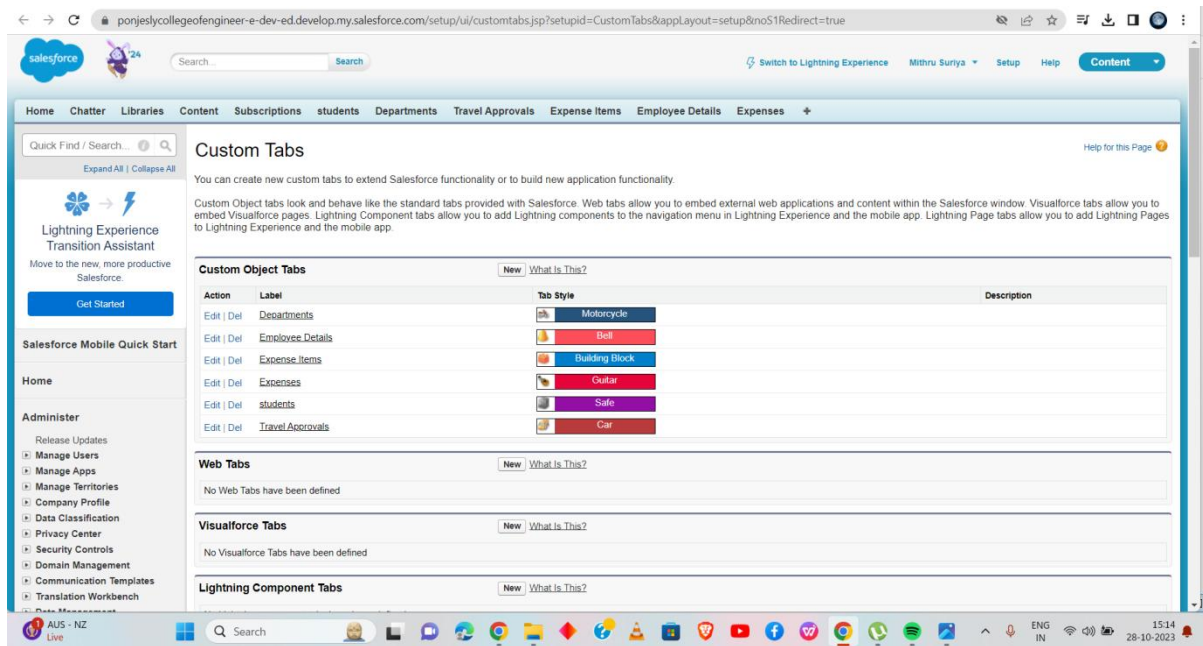 ponjeslycollegeofengineer-e-dev-ed.develop.my.salesforce.com/setup/ui/customtabs.jsp?setupid=CustomTabs&appLayout=setup&noS1Redirect=true
salesforce
'24
Search...
Search
Switch to Lightning Experience
Mithru Suriya
Setup
Help
Content
Home Chatter Libraries Content Subscriptions students Departments Travel Approvals Expense Items Employee Details Expenses +
Quick Find / Search...
Expand All | Collapse All
Lightning Experience
Transition Assistant
Move to the new, more productive
Salesforce.
Get Started
Salesforce Mobile Quick Start
Home
Administer
Release Updates
Manage Users
Manage Apps
Manage Territories
Company Profile
Data Classification
Privacy Center
Security Controls
Domain Management
Communication Templates
Translation Workbench
Custom Tabs
Help for this Page
You can create new custom tabs to extend Salesforce functionality or to build new application functionality.
Custom Object tabs look and behave like the standard tabs provided with Salesforce. Web tabs allow you to embed external web applications and content within the Salesforce window. Visualforce tabs allow you to
embed Visualforce pages. Lightning Component tabs allow you to add Lightning components to the navigation menu in Lightning Experience and the mobile app. Lightning Page tabs allow you to add Lightning Pages
to Lightning Experience and the mobile app.
Custom Object Tabs New What Is This?
Action Label Tab Style Description
Edit | Del Departments Motorcycle
Edit | Del Employee Details Bell
Edit | Del Expense Items Building Block
Edit | Del Expenses Guitar
Edit | Del students Safe
Edit | Del Travel Approvals Car
Web Tabs New What Is This?
No Web Tabs have been defined
Visualforce Tabs New What Is This?
No Visualforce Tabs have been defined
Lightning Component Tabs New What Is This?
AUS - NZ
Live
Search
ENG
IN
15:14
28-10-2023